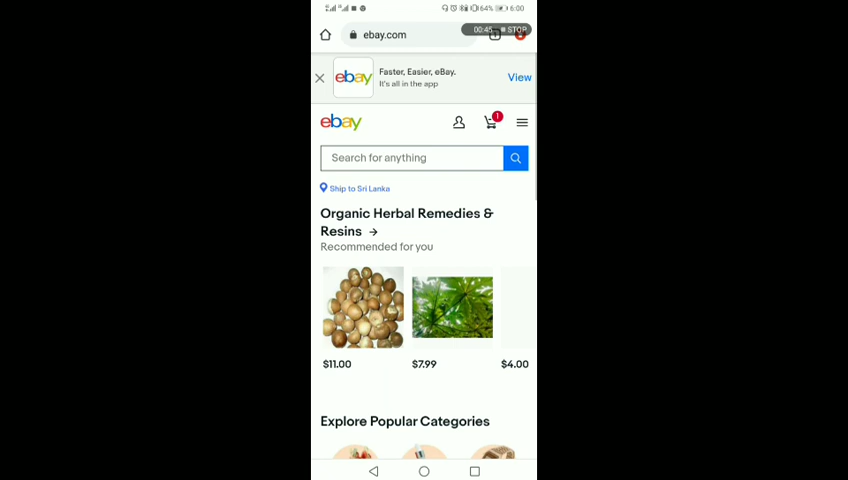 64% 6:00
00:45 STOP
ebay.com
1
ebay
Faster, Easier, eBay.
It's all in the app
View
ebay
1
Search for anything
Ship to Sri Lanka
Organic Herbal Remedies &
Resins →
Recommended for you
$11.00 $7.99 $4.00
Explore Popular Categories